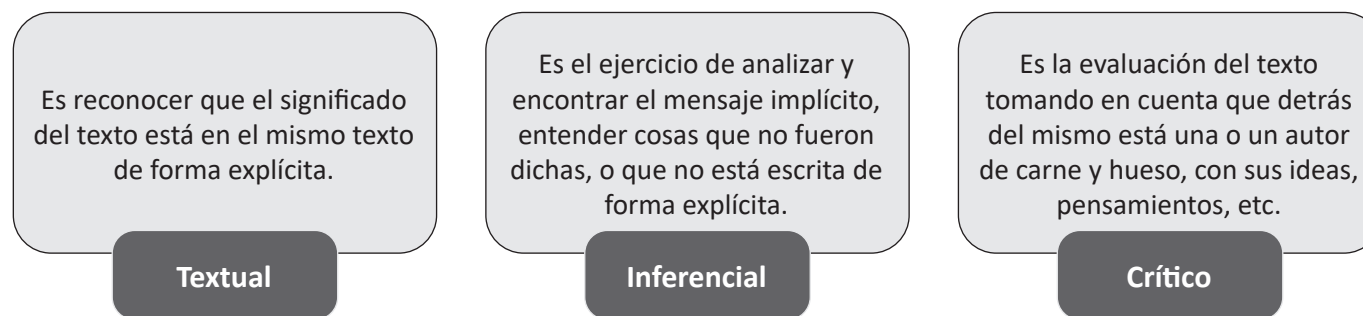 Es reconocer que el significado
del texto está en el mismo texto
de forma explícita.
Textual
Es el ejercicio de analizar y
encontrar el mensaje implícito,
entender cosas que no fueron
dichas, o que no está escrita de
forma explícita.
Inferencial
Es la evaluación del texto
tomando en cuenta que detrás
del mismo está una o un autor
de carne y hueso, con sus ideas,
pensamientos, etc.
Crítico